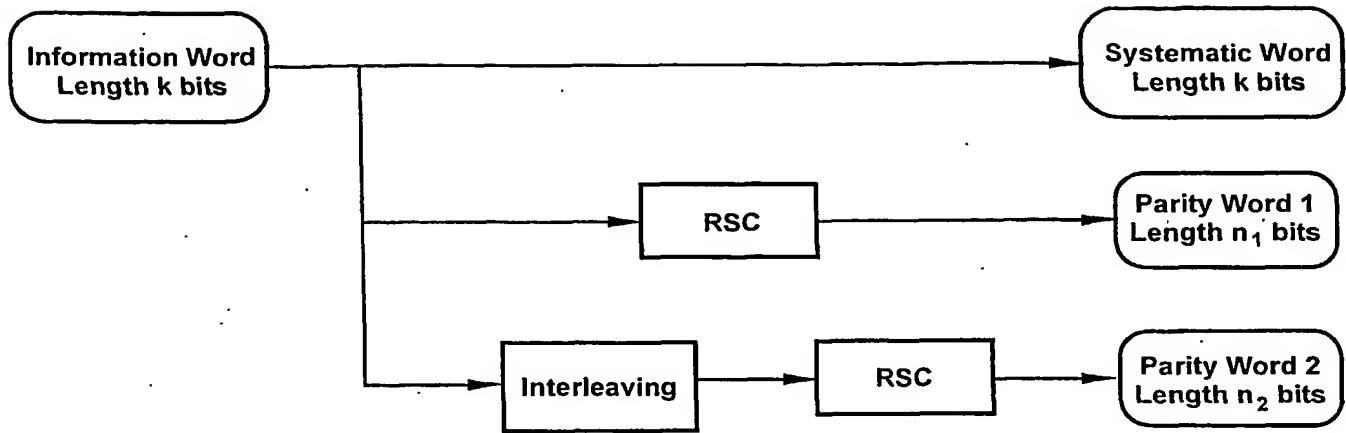 Information Word
Length k bits
Systematic Word
Length k bits
RSC
Parity Word 1
Length n₁ bits
Interleaving
RSC
Parity Word 2
Length n₂ bits